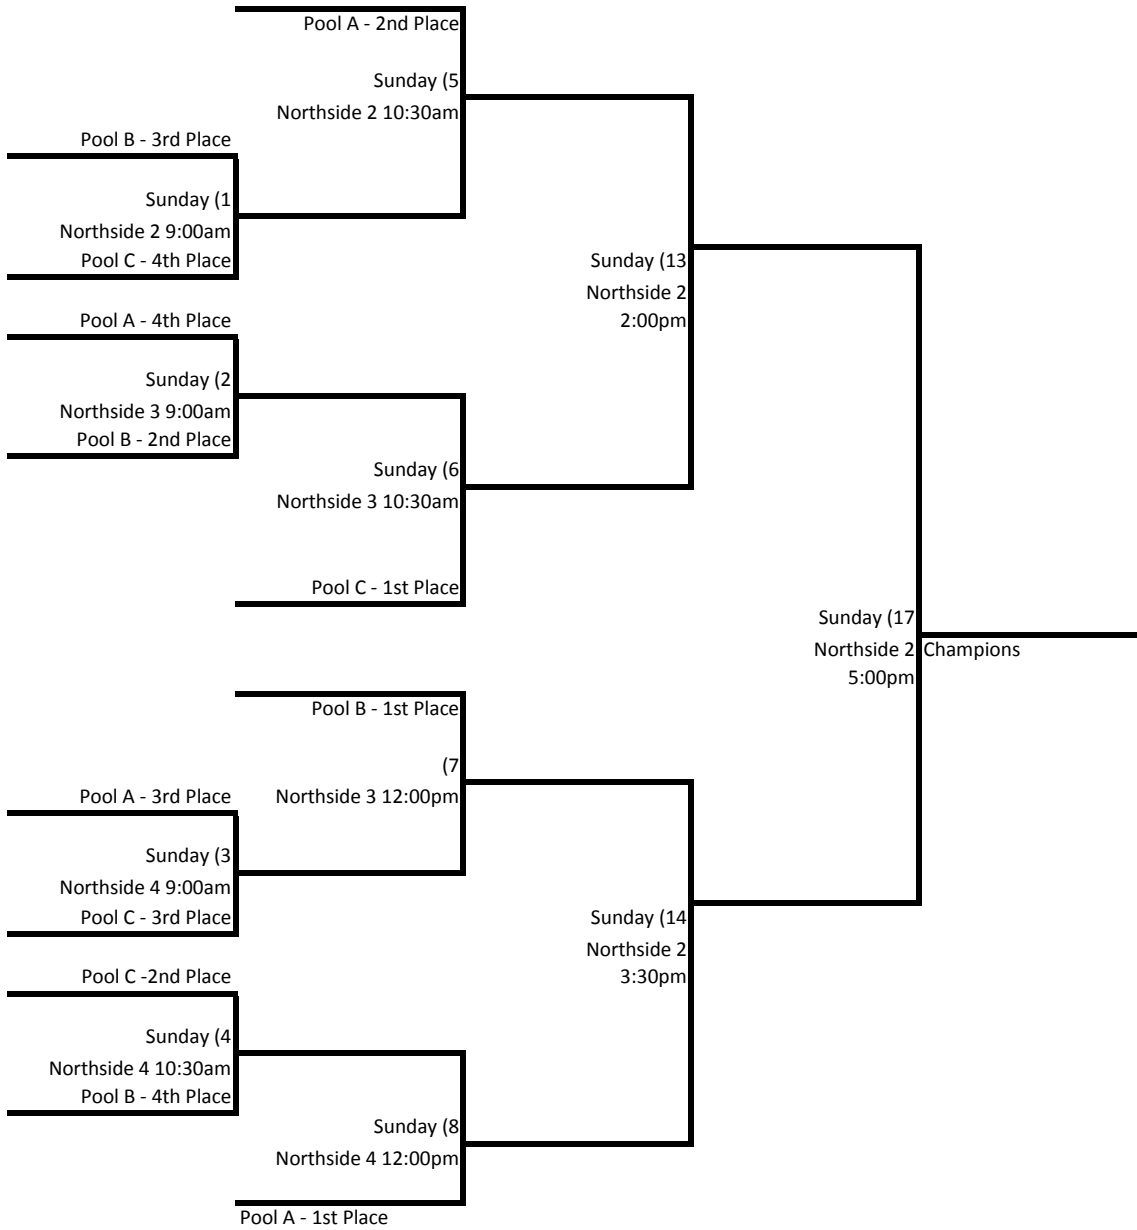 Pool A - 2nd Place
Sunday (5
Northside 2 10:30am
Pool B - 3rd Place
Sunday (1
Northside 2 9:00am
Pool C - 4th Place
Sunday (13
Northside 2
2:00pm
Pool A - 4th Place
Sunday (2
Northside 3 9:00am
Pool B - 2nd Place
Sunday (6
Northside 3 10:30am
Pool C - 1st Place
Sunday (17
Northside 2
5:00pm
Champions
Pool B - 1st Place
(7
Northside 3 12:00pm
Pool A - 3rd Place
Sunday (3
Northside 4 9:00am
Pool C - 3rd Place
Sunday (14
Northside 2
3:30pm
Pool C -2nd Place
Sunday (4
Northside 4 10:30am
Pool B - 4th Place
Sunday (8
Northside 4 12:00pm
Pool A - 1st Place